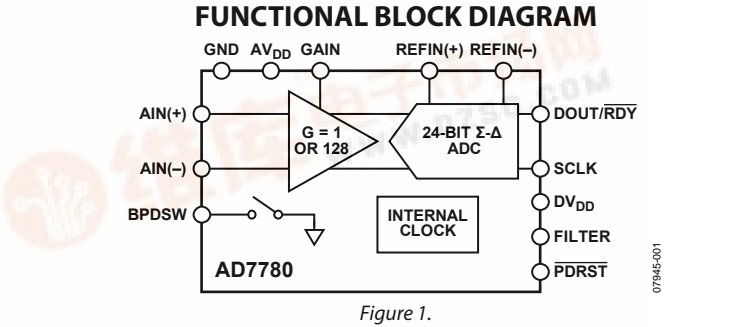 FUNCTIONAL BLOCK DIAGRAM
GND AVDD GAIN REFIN(+) REFIN(–)
AIN(+)
G = 1
OR 128
24-BIT Σ-Δ
ADC
DOUT/RDY
AIN(–)
SCLK
BPDSW
DVDD
INTERNAL
CLOCK
FILTER
AD7780
PDRST
07945-001
Figure 1.